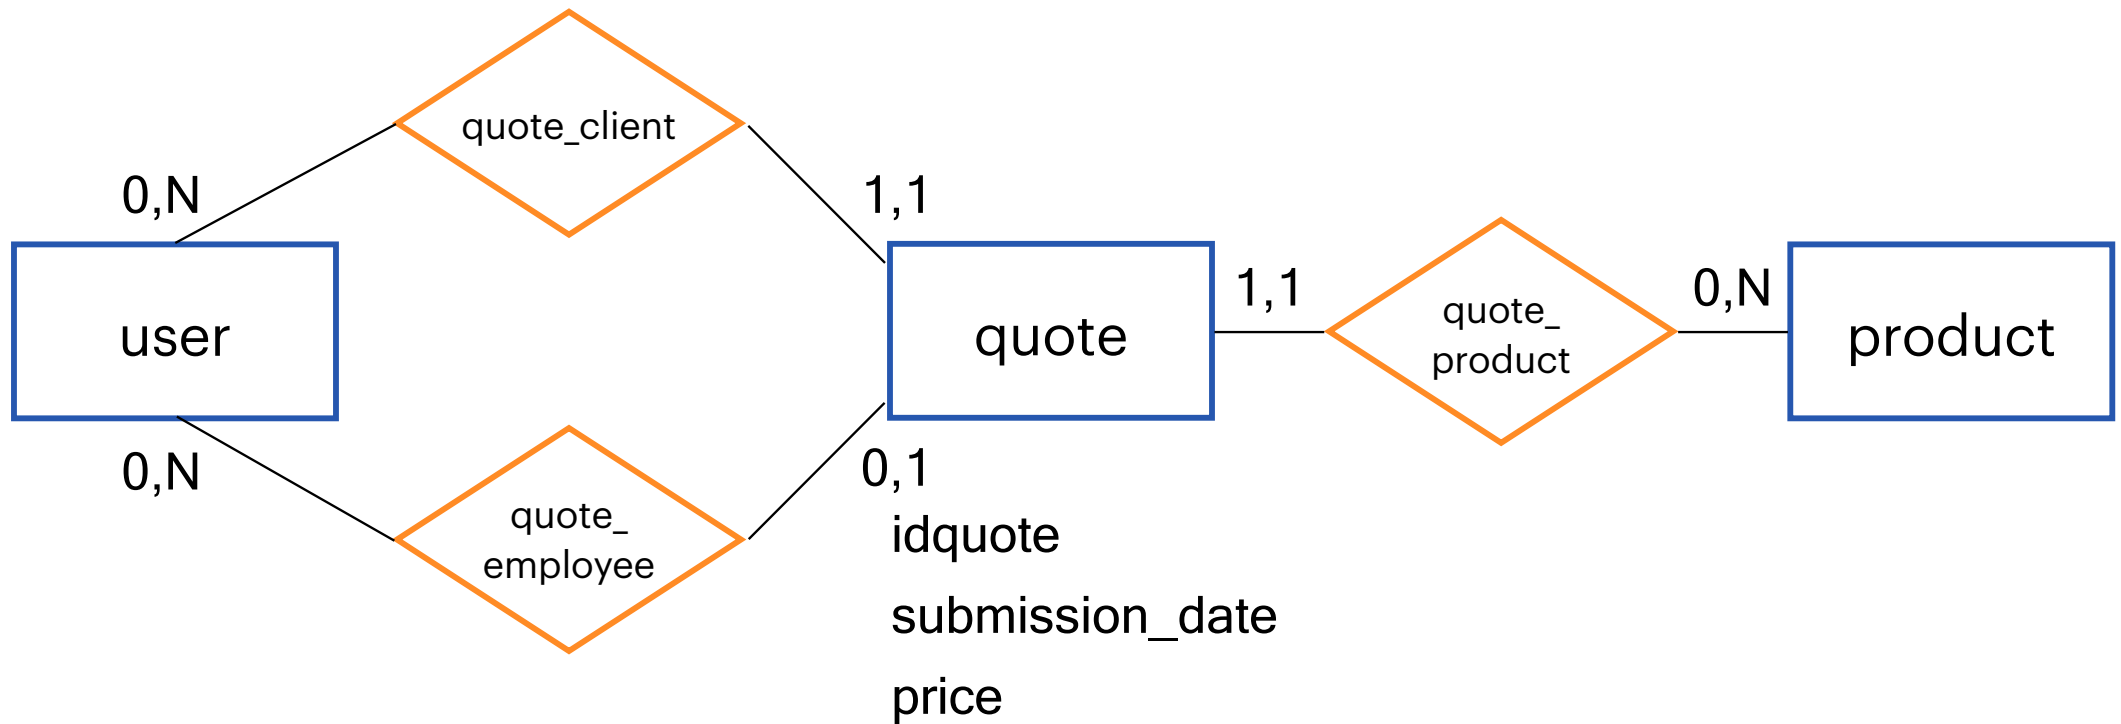 quote_client
0,N
1,1
user
quote
1,1
quote_
product
0,N
product
0,N
quote_
employee
0,1
idquote
submission_date
price